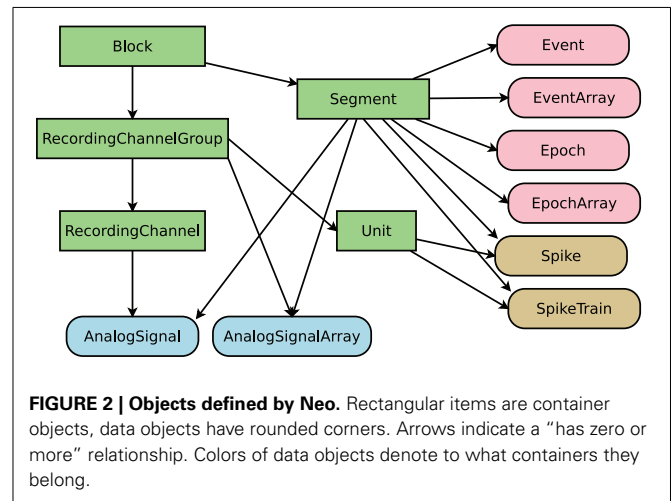 Block
Event
Segment
EventArray
RecordingChannelGroup
Epoch
EpochArray
RecordingChannel
Unit
Spike
SpikeTrain
AnalogSignal
AnalogSignalArray
FIGURE 2 | Objects defined by Neo. Rectangular items are container
objects, data objects have rounded corners. Arrows indicate a “has zero or
more” relationship. Colors of data objects denote to what containers they
belong.